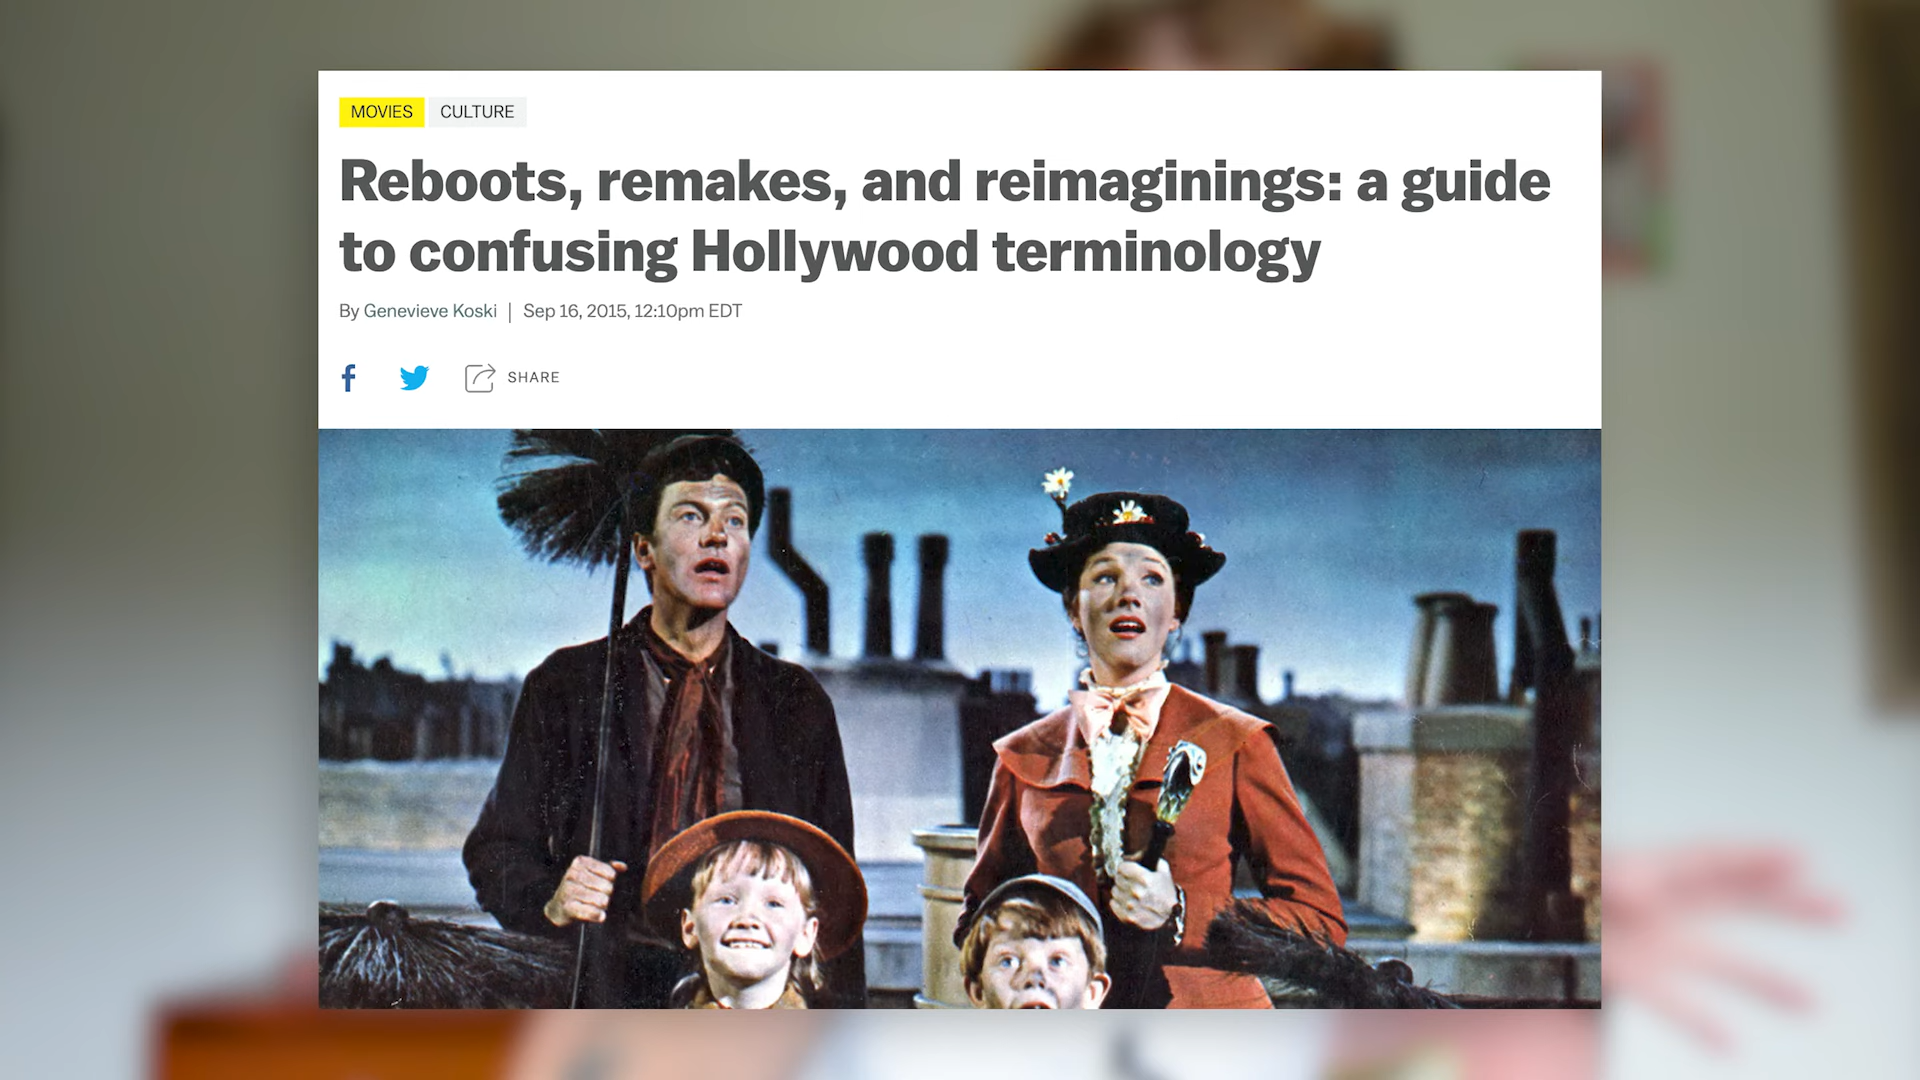 MOVIES CULTURE
Reboots, remakes, and reimaginings: a guide
to confusing Hollywood terminology
By Genevieve Koski | Sep 16, 2015, 12:10pm EDT
SHARE